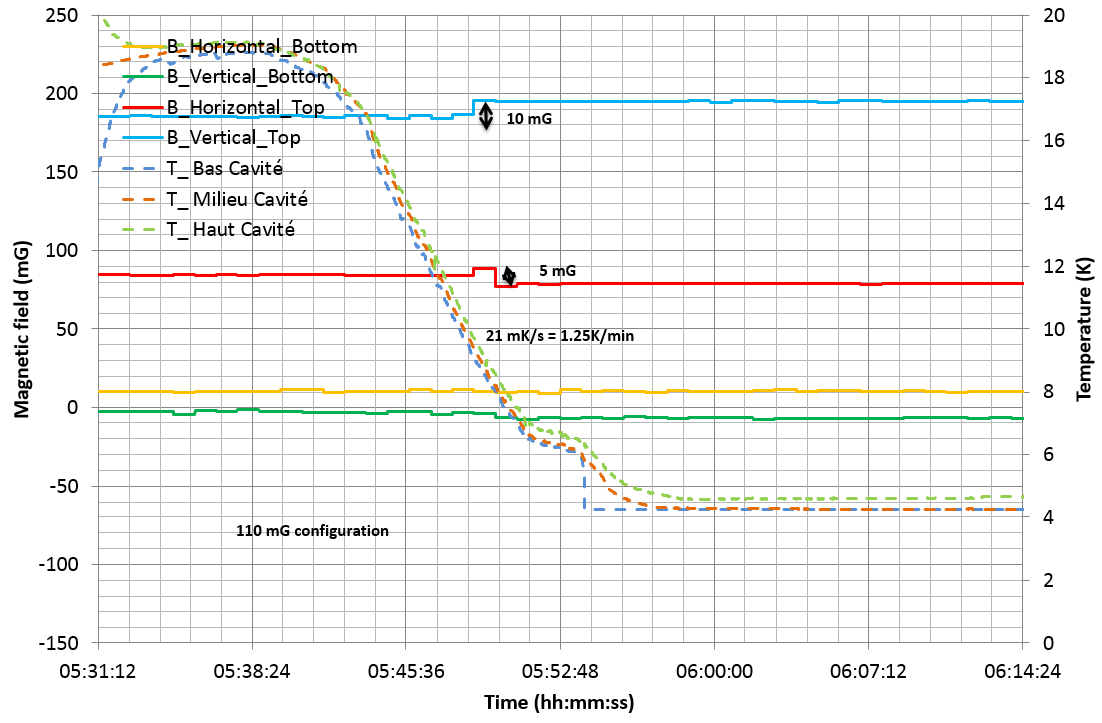 250
200
150
100
50
0
-50
-100
-150
Magnetic field (mG)
B_Horizontal_Bottom
B_Vertical_Bottom
B_Horizontal_Top
B_Vertical_Top
T_ Bas Cavité
T_ Milieu Cavité
T_ Haut Cavité
10 mG
5 mG
21 mK/s = 1.25K/min
110 mG configuration
20
18
16
14
12
10
8
6
4
2
0
Temperature (K)
05:31:12 05:38:24 05:45:36 05:52:48 06:00:00 06:07:12 06:14:24
Time (hh:mm:ss)